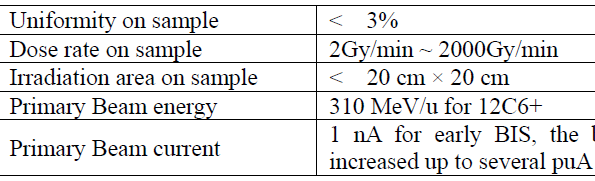 Uniformity on sample < 3%
Dose rate on sample 2Gy/min ~ 2000Gy/min
Irradiation area on sample < 20 cm × 20 cm
Primary Beam energy 310 MeV/u for 12C6+
Primary Beam current 1 nA for early BIS, the
increased up to several puA